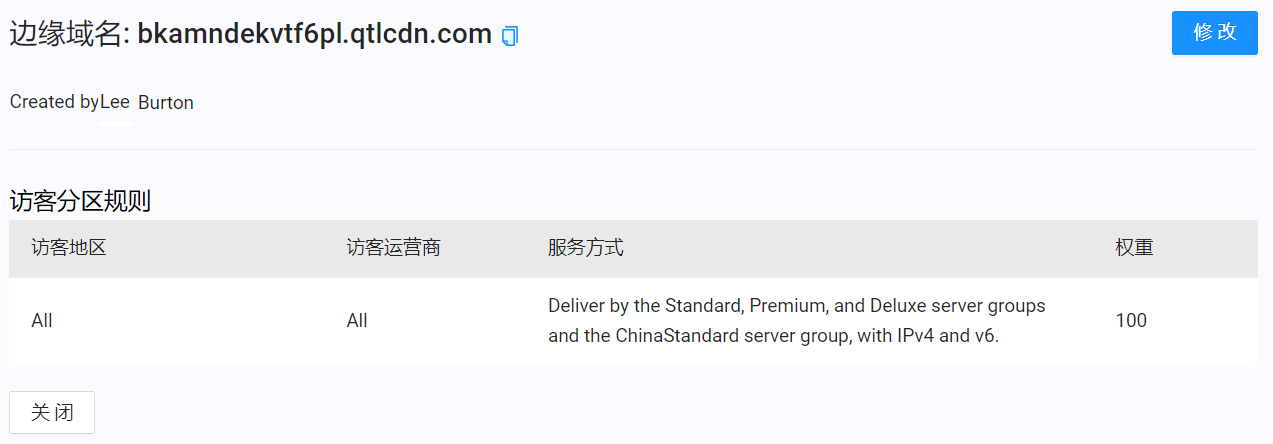 边缘域名: bkamndekvtf6pl.qtlcdn.com
修 改
Created by Lee Burton
访客分区规则
访客地区 访客运营商 服务方式 权重
All All Deliver by the Standard, Premium, and Deluxe server groups 100
and the ChinaStandard server group, with IPv4 and v6.
关 闭